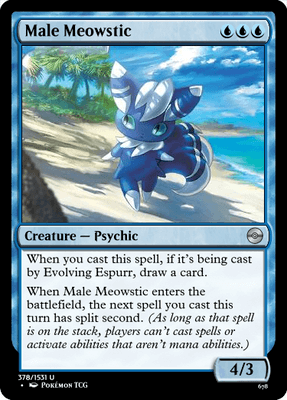 Male Meowstic
Creature — Psychic
When you cast this spell, if it's being cast
by Evolving Espurr, draw a card.
When Male Meowstic enters the
battlefield, the next spell you cast this
turn has split second. (As long as that spell
is on the stack, players can't cast spells or
activate abilities that aren't mana abilities.)
4/3
378/1531 U
• Pokémon TCG
678